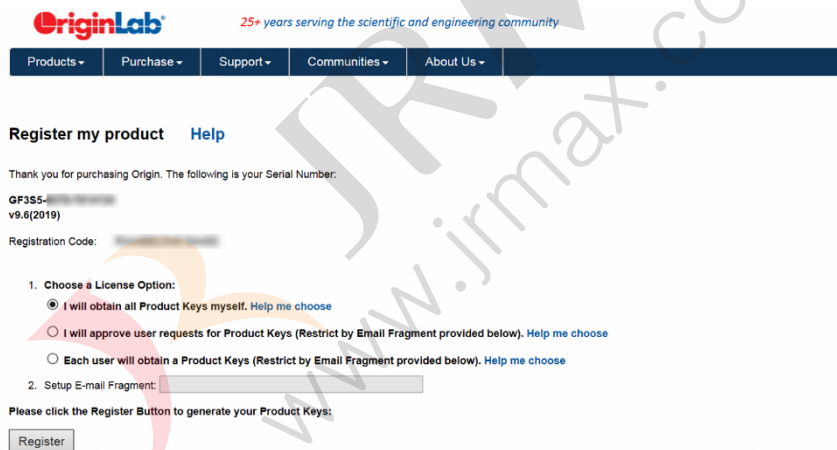 OriginLab
25+ years serving the scientific and engineering community
Products Purchase Support Communities About Us
Register my product Help
Thank you for purchasing Origin. The following is your Serial Number:
GF3S5-
v9.6(2019)
Registration Code:
1. Choose a License Option:
I will obtain all Product Keys myself. Help me choose
I will approve user requests for Product Keys (Restrict by Email Fragment provided below). Help me choose
Each user will obtain a Product Keys (Restrict by Email Fragment provided below). Help me choose
2. Setup E-mail Fragment:
Please click the Register Button to generate your Product Keys:
Register
www.jrmax.co